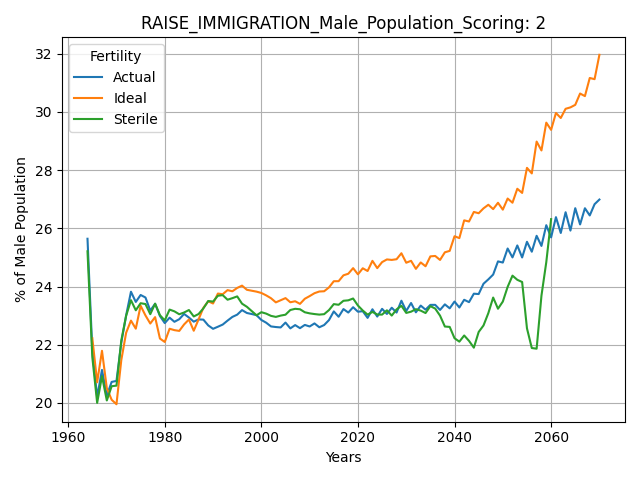 RAISE_IMMIGRATION_Male_Population_Scoring: 2
% of Male Population
32
30
28
26
24
22
20
Fertility
Actual
Ideal
Sterile
1960 1980 2000 2020 2040 2060
Years